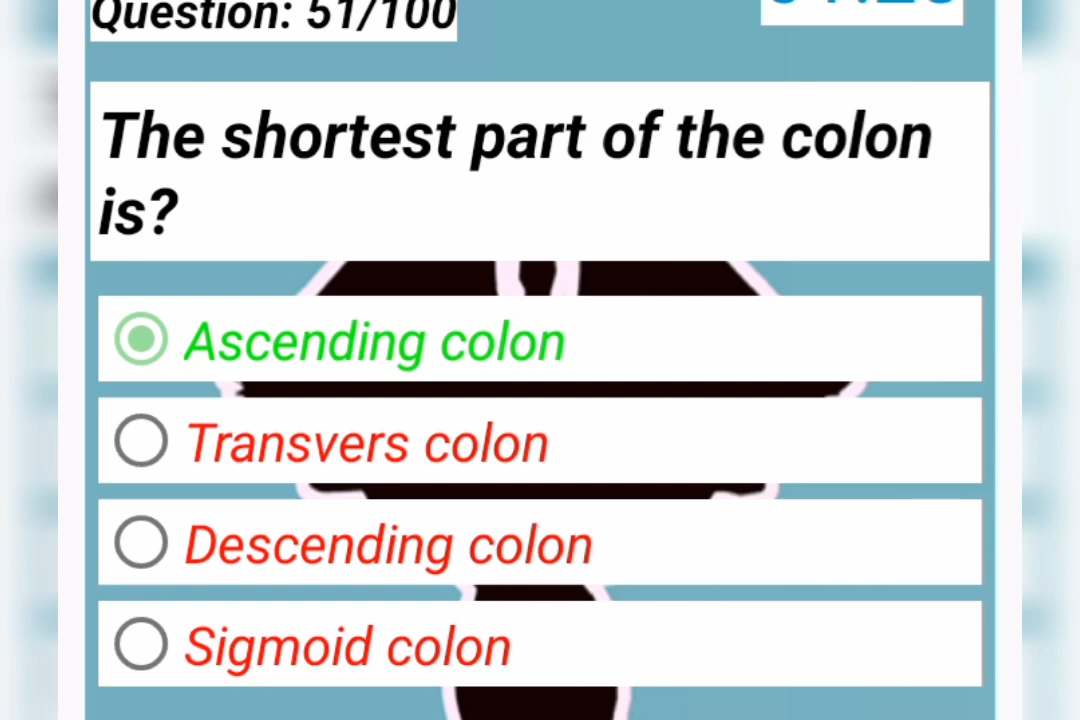 Question: 51/100
The shortest part of the colon
is?
Ascending colon
Transvers colon
Descending colon
Sigmoid colon